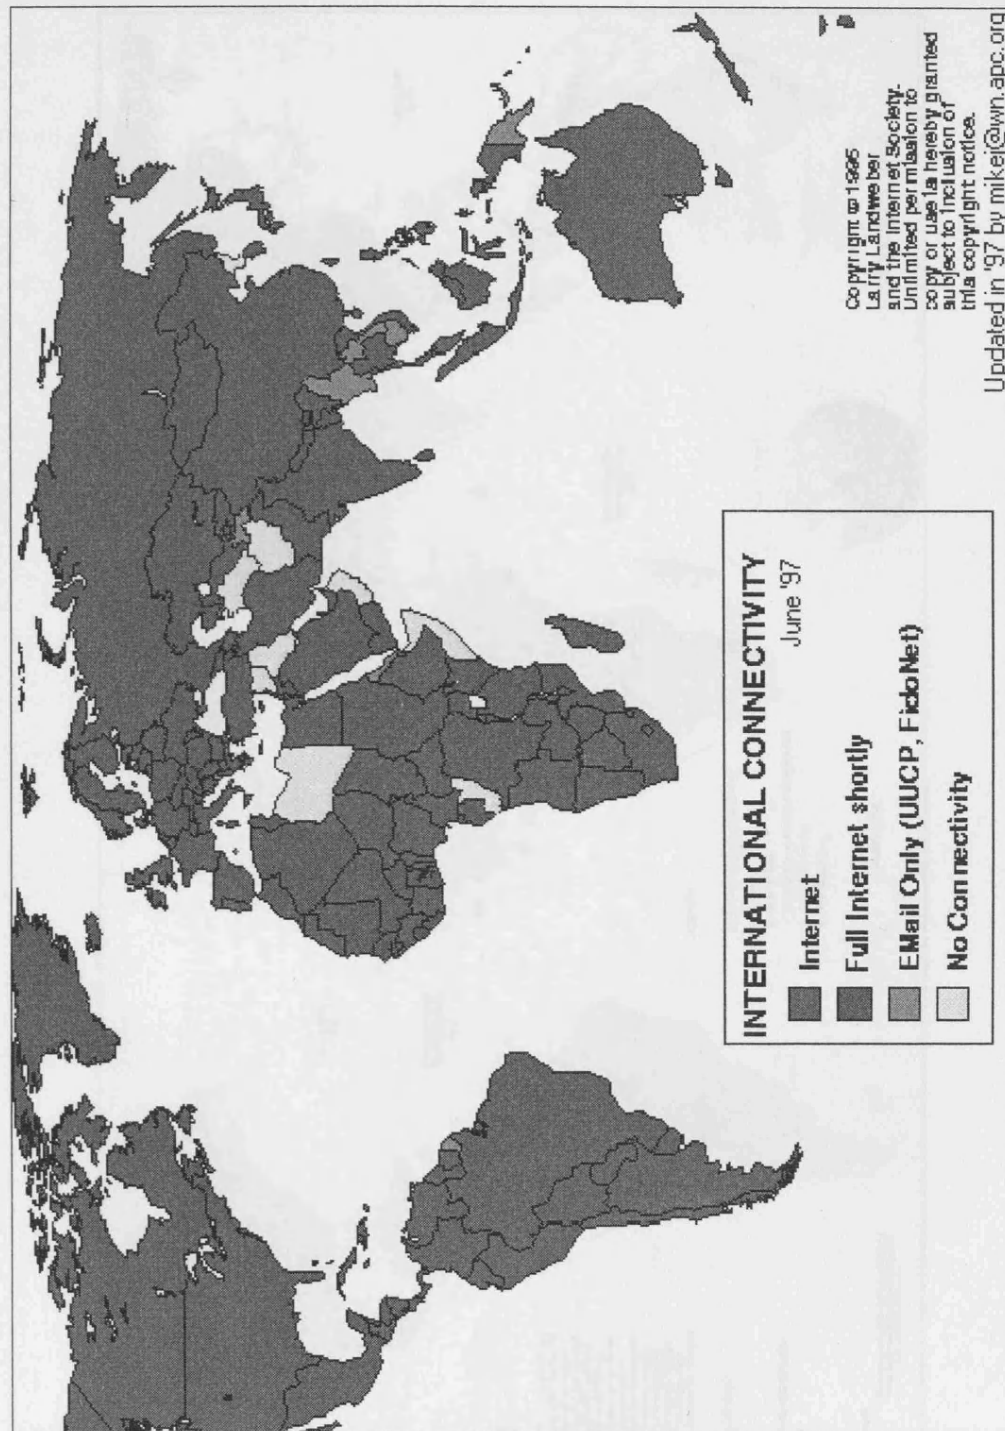 INTERNATIONAL CONNECTIVITY
June '97
Internet
Full Internet shortly
EMail Only (UUCP, FidoNet)
No Connectivity
Copyright © 1995
Larry Landweber
and the Internet Society.
Unlimited permission to
copy or use is hereby granted
subject to inclusion of
this copyright notice.
Updated in '97 by mikej@wn.apc.org